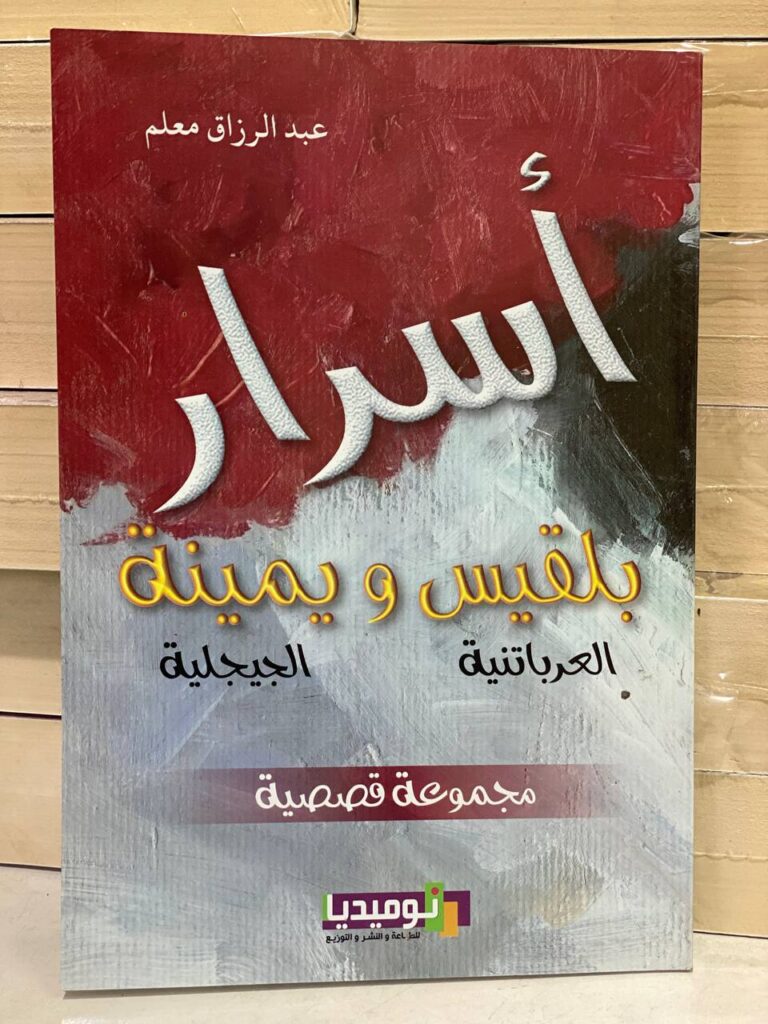 عبد الرزاق معلم
أسرار
بلقيس و يمينة
العرباتنية الجيجلية
مجموعة قصصية
نوميديا
للطباعة و النشر و التوزيع